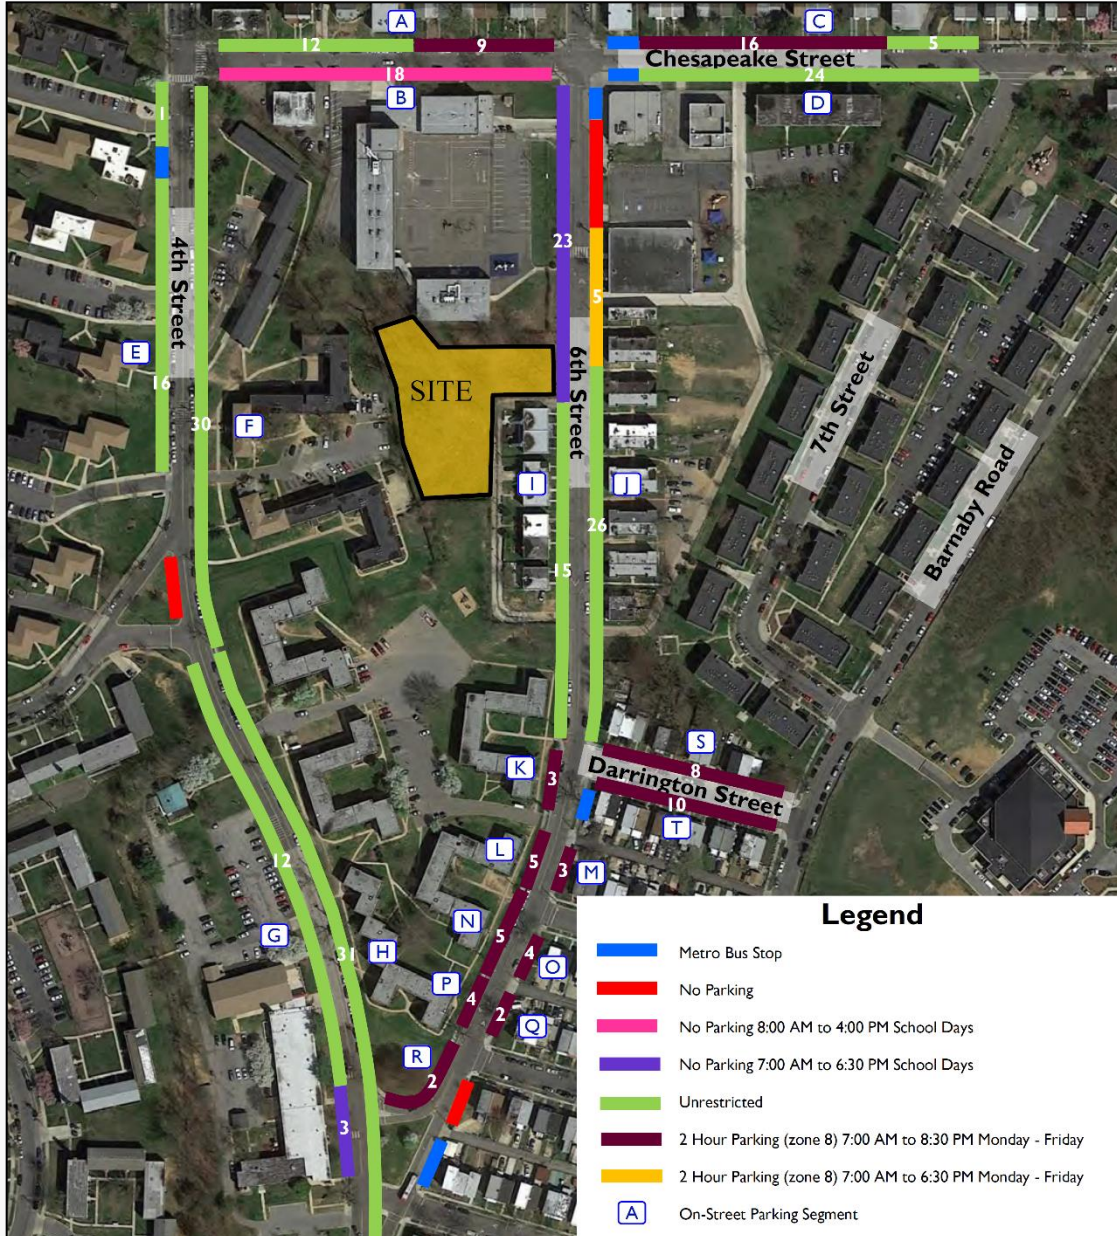 A
C
12
9
16
5
Chesapeake Street
18
24
B
D
1
4th Street
23
5
6th Street
7th Street
Barnaby Road
E
16
SITE
30
F
I
J
26
15
S
8
K
3
Darrington Street
10
T
12
L
5
3
M
G
31
H
N
5
4
O
P
4
2
Q
R
2
3
Legend
Metro Bus Stop
No Parking
No Parking 8:00 AM to 4:00 PM School Days
No Parking 7:00 AM to 6:30 PM School Days
Unrestricted
2 Hour Parking (zone 8) 7:00 AM to 8:30 PM Monday - Friday
2 Hour Parking (zone 8) 7:00 AM to 6:30 PM Monday - Friday
A On-Street Parking Segment